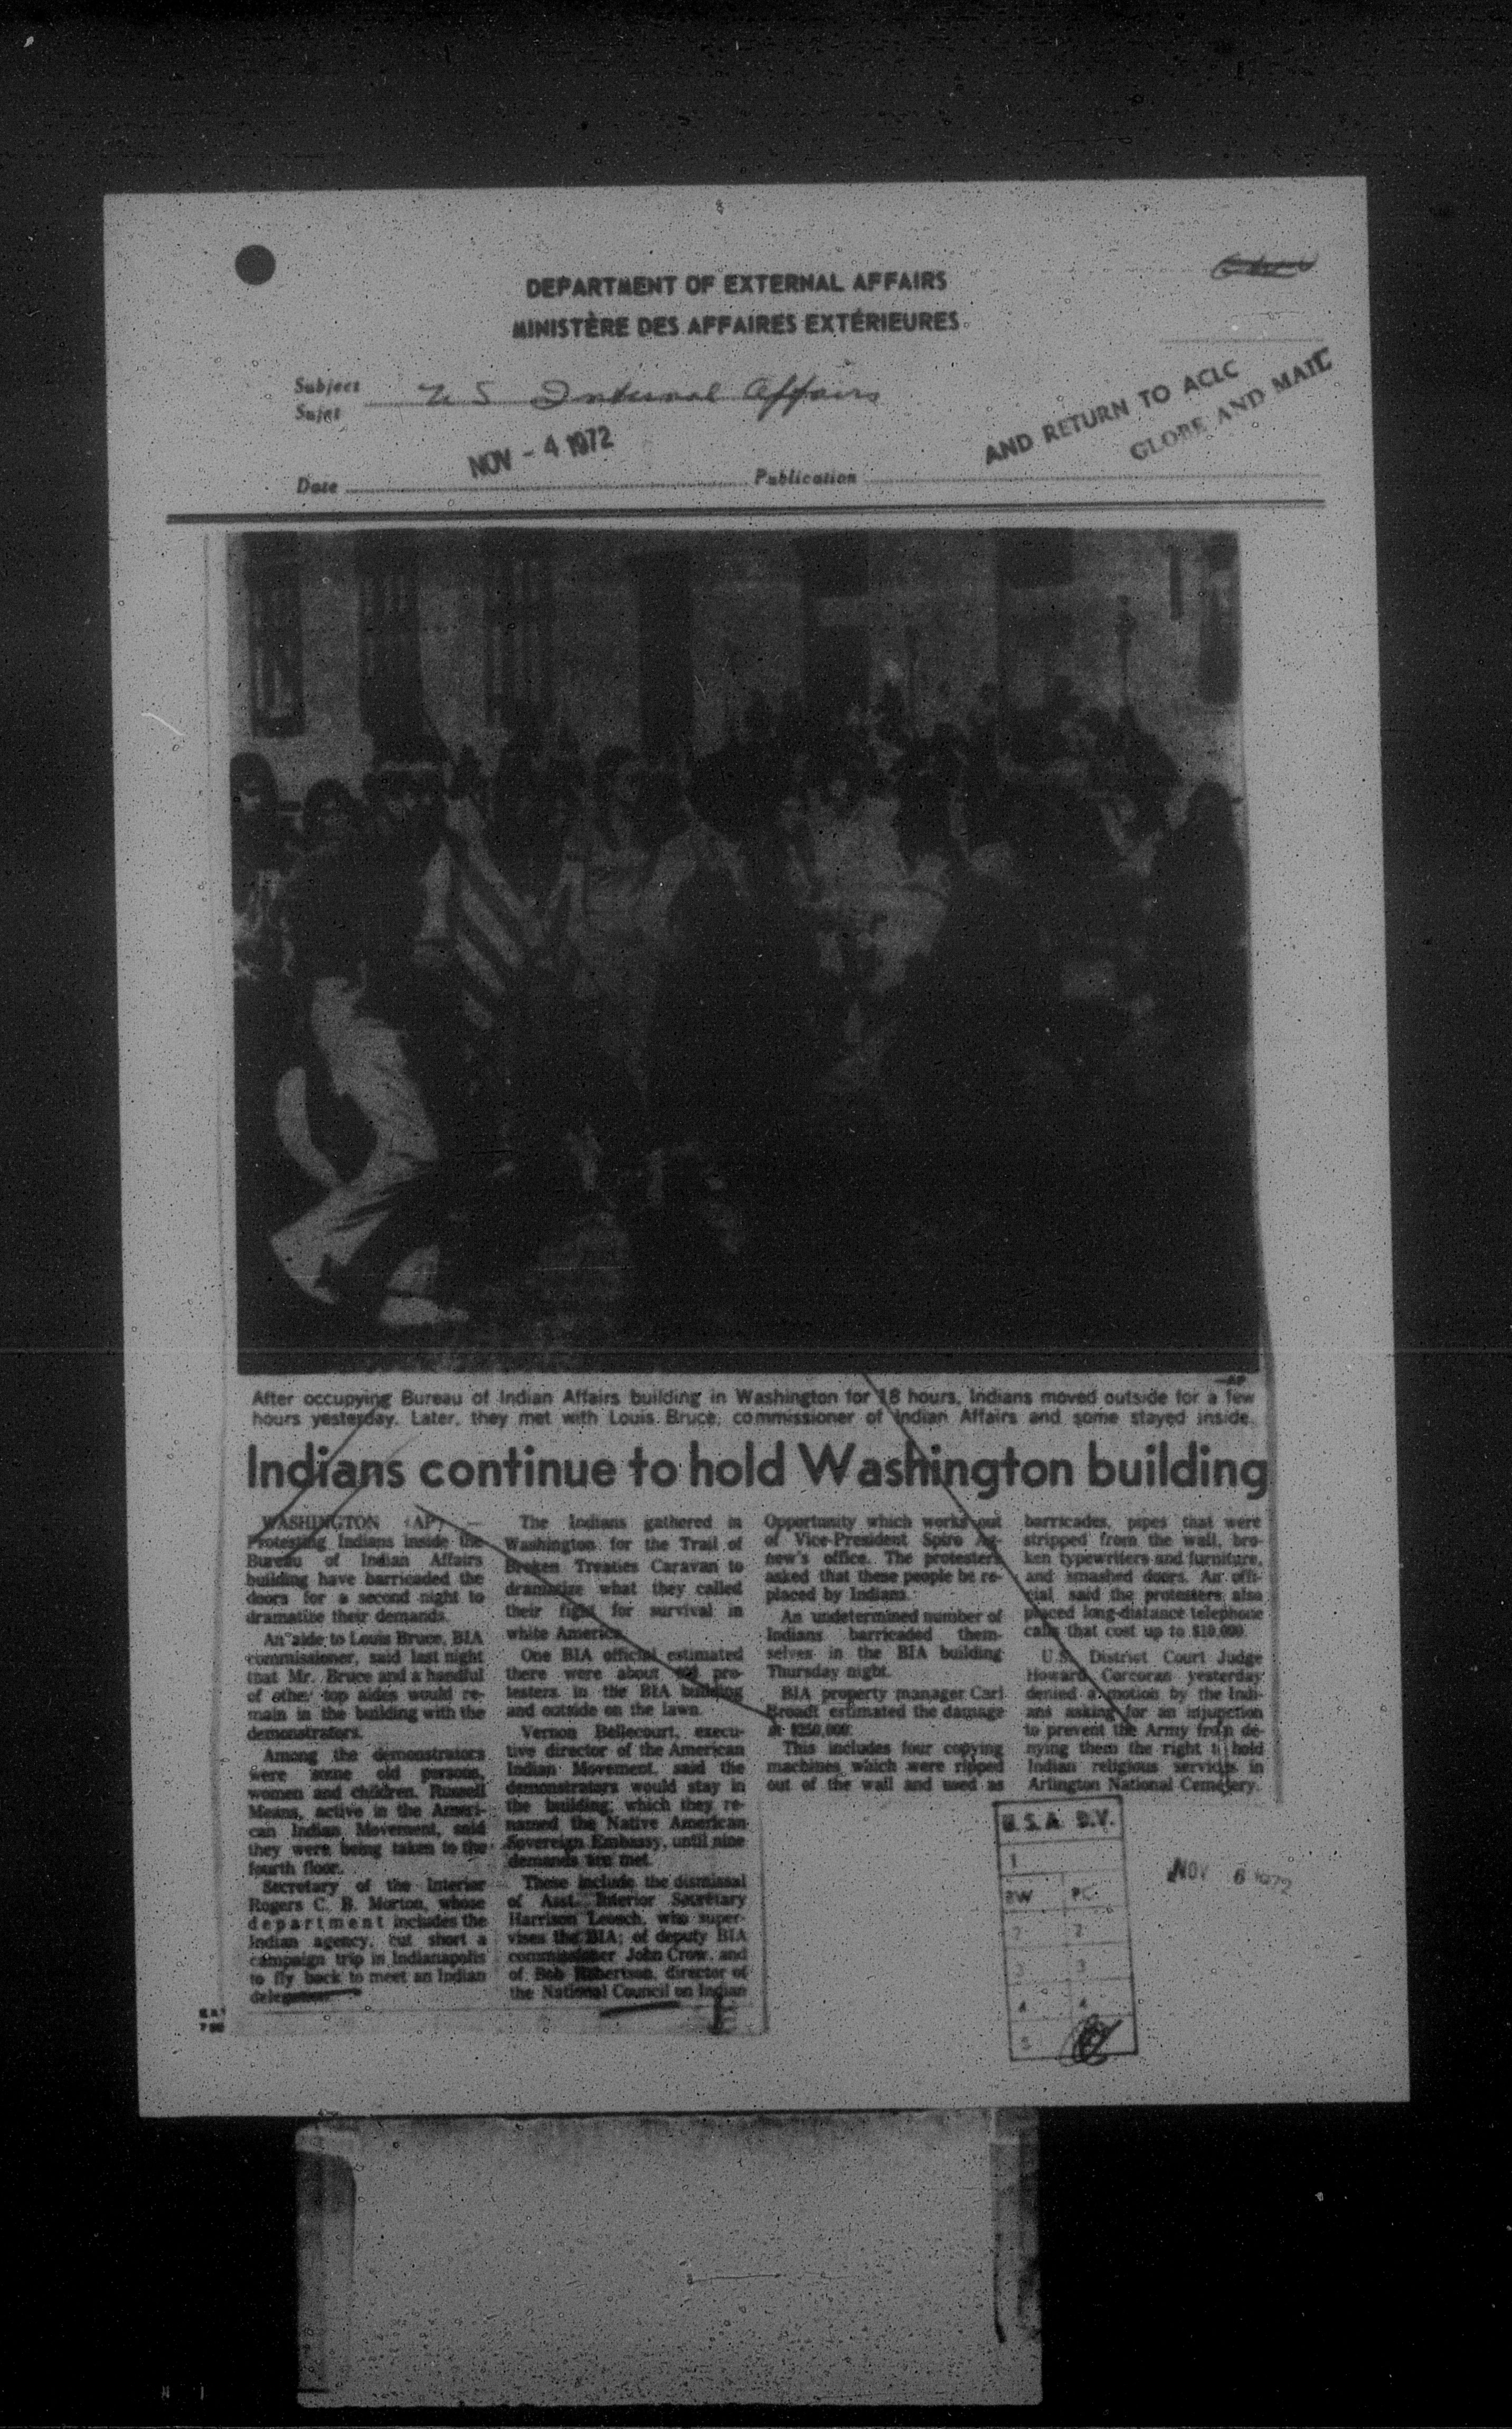 DEPARTMENT OF EXTERNAL AFFAIRS
MINISTÈRE DES AFFAIRES EXTÉRIEURES
Subject
Sujet
U S Internal Affairs
AND RETURN TO ACLC
GLOBE AND MAIL
NOV - 4 1972
Date
Publication
—AP
After occupying Bureau of Indian Affairs building in Washington for 18 hours, Indians moved outside for a few
hours yesterday. Later, they met with Louis Bruce, commissioner of Indian Affairs and some stayed inside.
Indians continue to hold Washington building
WASHINGTON (AP) —
Protesting Indians inside the
Bureau of Indian Affairs
building have barricaded the
doors for a second night to
dramatize their demands.
An aide to Louis Bruce, BIA
commissioner, said last night
that Mr. Bruce and a handful
of other top aides would re-
main in the building with the
demonstrators.
Among the demonstrators
were some old persons,
women and children. Russell
Means, active in the Ameri-
can Indian Movement, said
they were being taken to the
fourth floor.
Secretary of the Interior
Rogers C. B. Morton, whose
department includes the
Indian agency, cut short a
campaign trip in Indianapolis
to fly back to meet an Indian
delegation.
The Indians gathered in
Washington for the Trail of
Broken Treaties Caravan to
dramatize what they called
their fight for survival in
white America.
One BIA official estimated
there were about pro-
testers in the BIA building
and outside on the lawn.
Vernon Bellecourt, execu-
tive director of the American
Indian Movement, said the
demonstrators would stay in
the building, which they re-
named the Native American
Sovereign Embassy, until nine
demands are met.
These include the dismissal
of Asst. Interior Secretary
Harrison Loesch, who super-
vises the BIA; of deputy BIA
commissioner John Crow, and
of Bob Robertson, director of
the National Council on Indian
Opportunity which works out
of Vice-President Spiro Ag-
new's office. The protesters
asked that these people be re-
placed by Indians.
An undetermined number of
Indians barricaded them-
selves in the BIA building
Thursday night.
BIA property manager Carl
Broadt estimated the damage
at $250,000.
This includes four copying
machines which were ripped
out of the wall and used as
barricades, pipes that were
stripped from the wall, bro-
ken typewriters and furniture,
and smashed doors. An offi-
cial said the protesters also
placed long-distance telephone
calls that cost up to $10,000.
U.S. District Court Judge
Howard Corcoran yesterday
denied a motion by the Indi-
ans asking for an injunction
to prevent the Army from de-
nying them the right to hold
Indian religious services in
Arlington National Cemetery.
U.S.A. D.V.
1
BW PC
2 2
3 3
4 4
5
NOV 6 1972